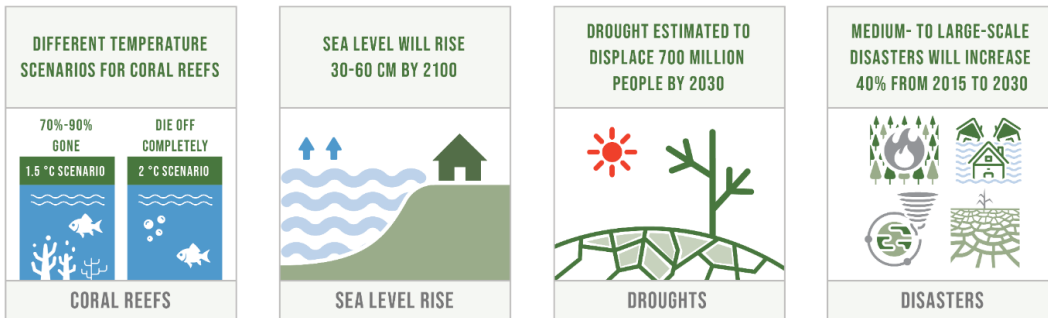 DIFFERENT TEMPERATURE
SCENARIOS FOR CORAL REEFS
70%-90%
GONE
1.5 °C SCENARIO
DIE OFF
COMPLETELY
2 °C SCENARIO
CORAL REEFS
SEA LEVEL WILL RISE
30-60 CM BY 2100
SEA LEVEL RISE
DROUGHT ESTIMATED TO
DISPLACE 700 MILLION
PEOPLE BY 2030
DROUGHTS
MEDIUM- TO LARGE-SCALE
DISASTERS WILL INCREASE
40% FROM 2015 TO 2030
DISASTERS